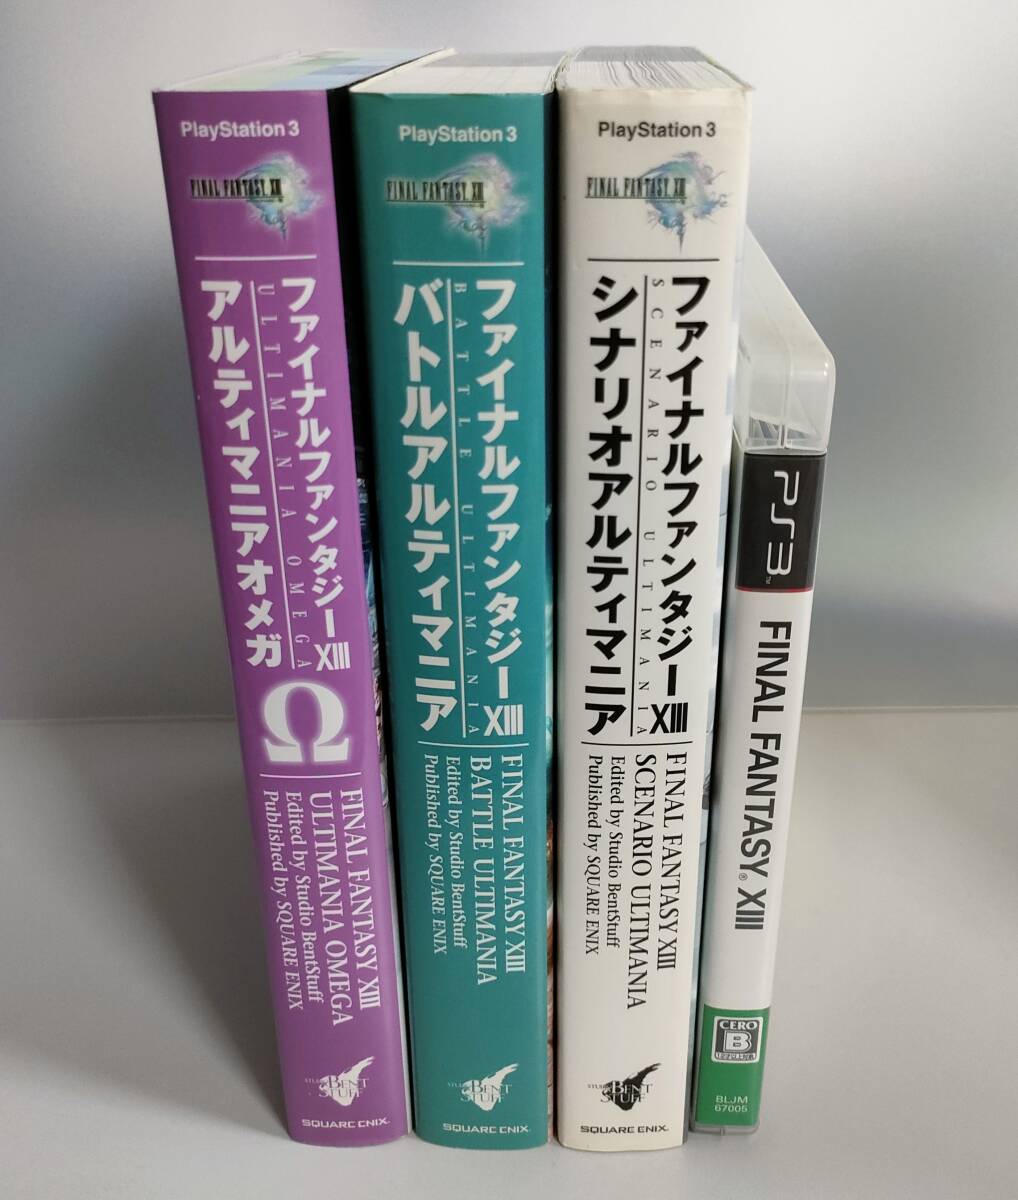 PlayStation 3
FINAL FANTASY XIII
ファイナルファンタジーXIII
ULTIMANIA OMEGA
アルティマニアオメガ
Ω
FINAL FANTASY XIII
ULTIMANIA OMEGA
Edited by Studio BentStuff
Published by SQUARE ENIX
STUDIO BENT STUFF
SQUARE ENIX.
PlayStation 3
FINAL FANTASY XIII
ファイナルファンタジーXIII
BATTLE ULTIMANIA
バトルアルティマニア
FINAL FANTASY XIII
BATTLE ULTIMANIA
Edited by Studio BentStuff
Published by SQUARE ENIX
STUDIO BENT STUFF
SQUARE ENIX.
PlayStation 3
FINAL FANTASY XIII
ファイナルファンタジーXIII
SCENARIO ULTIMANIA
シナリオアルティマニア
FINAL FANTASY XIII
SCENARIO ULTIMANIA
Edited by Studio BentStuff
Published by SQUARE ENIX
STUDIO BENT STUFF
SQUARE ENIX.
PS3™
FINAL FANTASY® XIII
CERO
B
12才以上対象
BLJM
67005